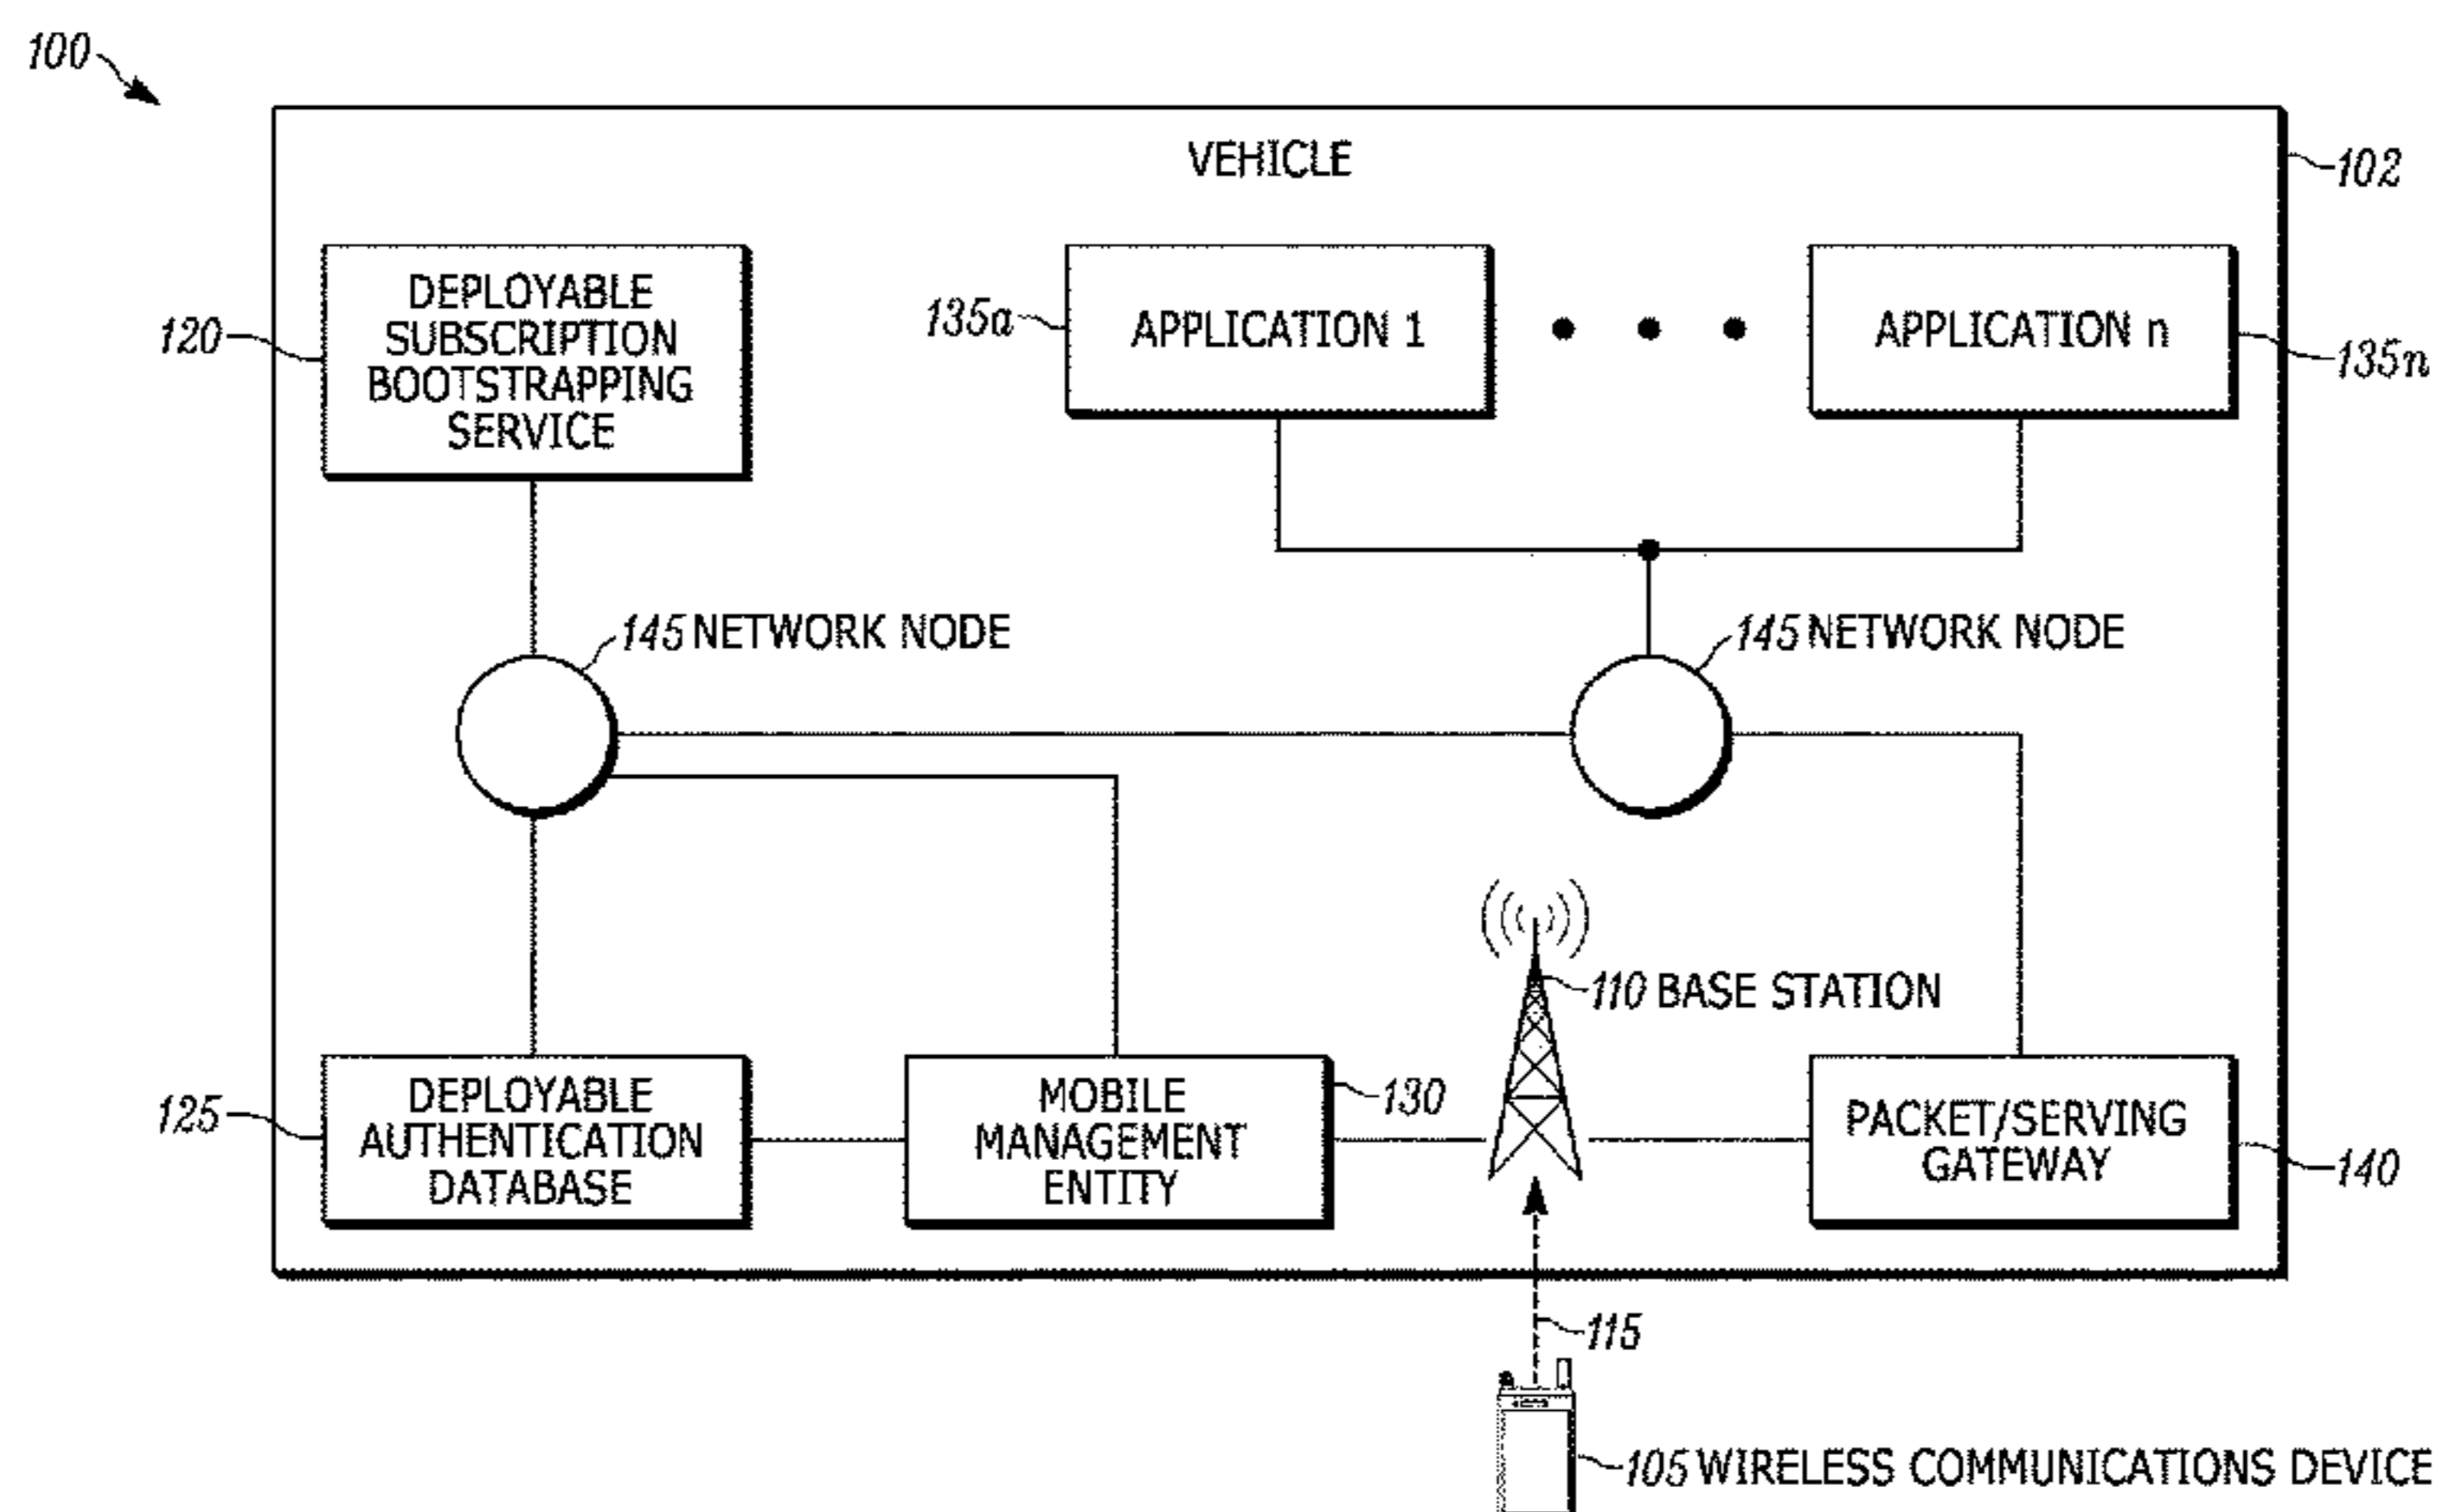 100
VEHICLE
102
DEPLOYABLE
SUBSCRIPTION
BOOTSTRAPPING
SERVICE
120
135a
APPLICATION 1
APPLICATION n
135n
145 NETWORK NODE
145 NETWORK NODE
110 BASE STATION
125
DEPLOYABLE
AUTHENTICATION
DATABASE
MOBILE
MANAGEMENT
ENTITY
130
PACKET/SERVING
GATEWAY
140
115
105 WIRELESS COMMUNICATIONS DEVICE